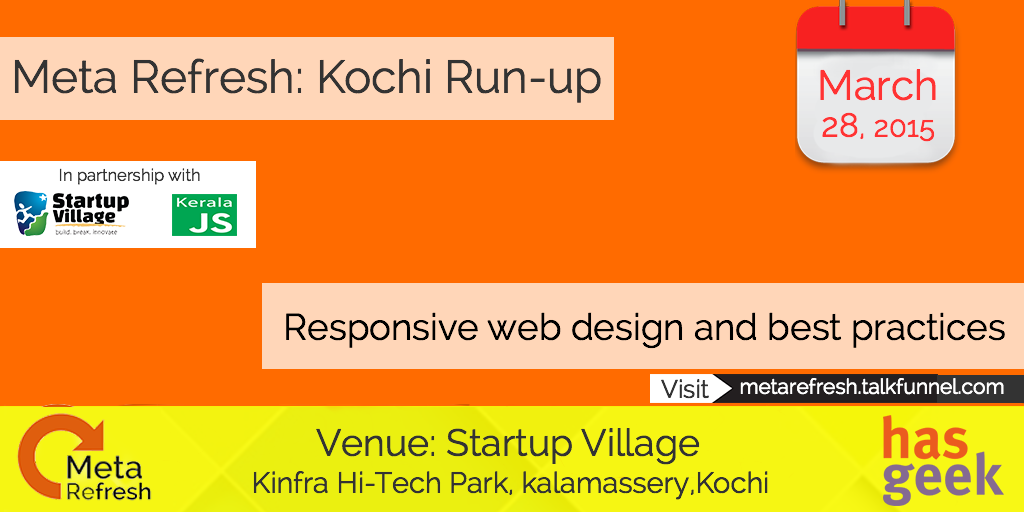 Meta Refresh: Kochi Run-up
March
28, 2015
In partnership with
Startup
Village
build. break. innovate
Kerala
JS
Responsive web design and best practices
Visit metarefresh.talkfunnel.com
Meta
Refresh
Venue: Startup Village
Kinfra Hi-Tech Park, kalamassery,Kochi
has
geek